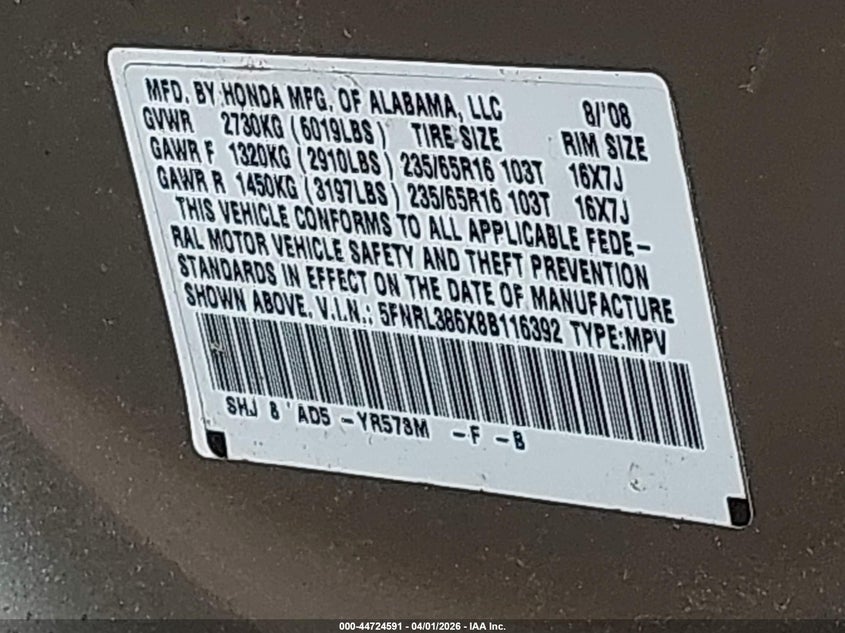 MFD. BY HONDA MFG. OF ALABAMA, LLC 8/'08
GVWR 2730KG (6019LBS) TIRE SIZE RIM SIZE
GAWR F 1320KG (2910LBS) 235/65R16 103T 16X7J
GAWR R 1450KG (3197LBS) 235/65R16 103T 16X7J
THIS VEHICLE CONFORMS TO ALL APPLICABLE FEDE-
RAL MOTOR VEHICLE SAFETY AND THEFT PREVENTION
STANDARDS IN EFFECT ON THE DATE OF MANUFACTURE
SHOWN ABOVE. V.I.N.: 5FNRL386X8B116392 TYPE:MPV
SHJ 8 AD5 -YR578M -F -B
000-44724591 - 04/01/2026 - IAA Inc.